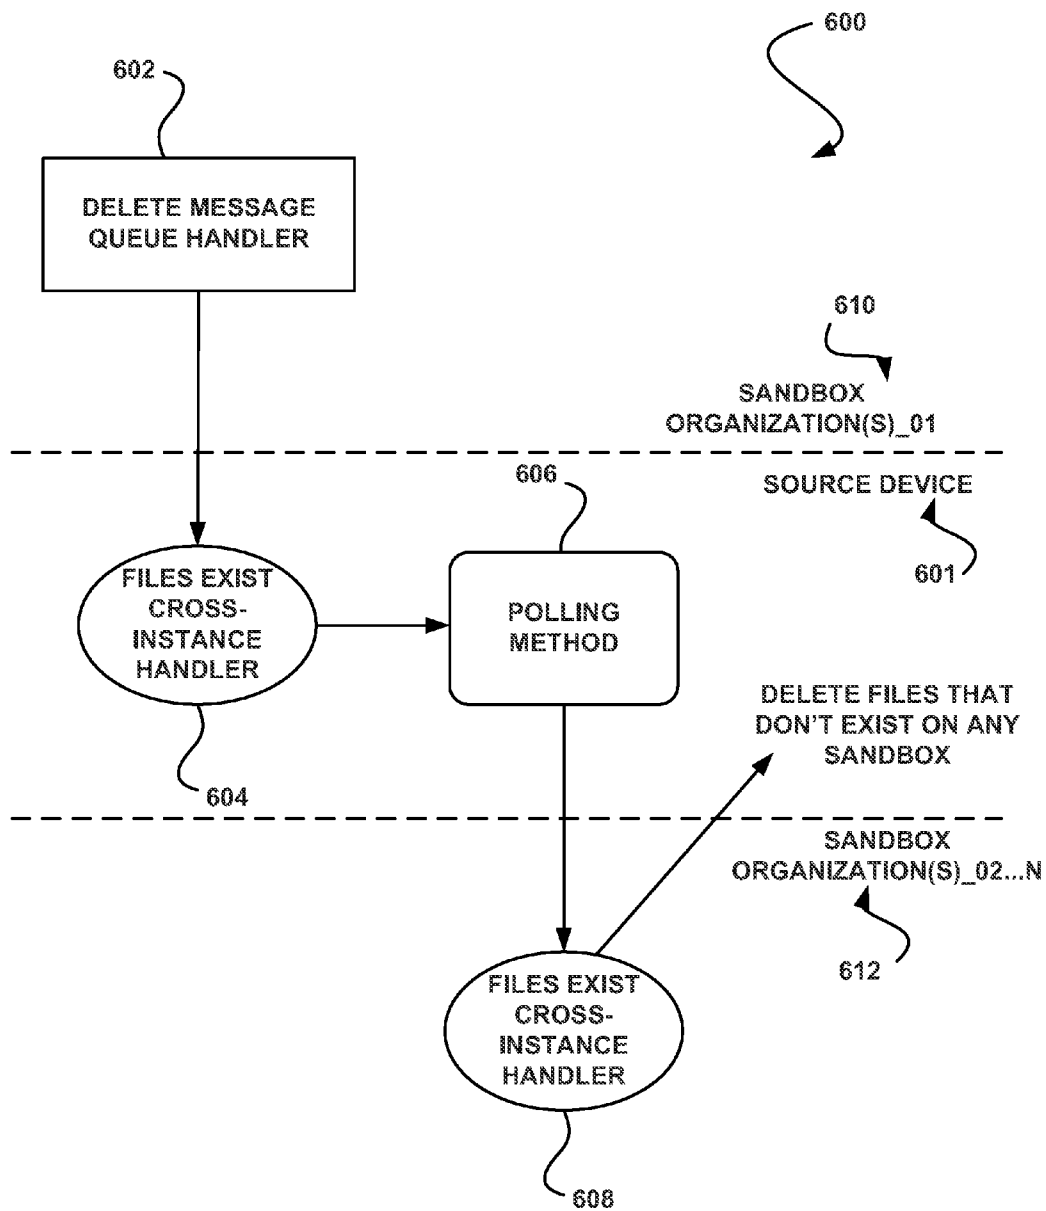 600
602
DELETE MESSAGE
QUEUE HANDLER
610
SANDBOX
ORGANIZATION(S)_01
606
SOURCE DEVICE
601
FILES EXIST
CROSS-
INSTANCE
HANDLER
POLLING
METHOD
DELETE FILES THAT
DON'T EXIST ON ANY
SANDBOX
604
SANDBOX
ORGANIZATION(S)_02...N
612
FILES EXIST
CROSS-
INSTANCE
HANDLER
608